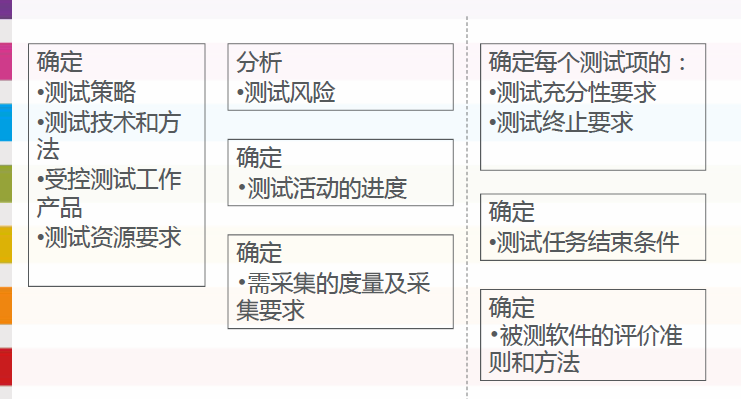 确定
•测试策略
•测试技术和方
法
•受控测试工作
产品
•测试资源要求
分析
•测试风险
确定
•测试活动的进度
确定
•需采集的度量及采
集要求
确定每个测试项的：
•测试充分性要求
•测试终止要求
确定
•测试任务结束条件
确定
•被测软件的评价准
则和方法